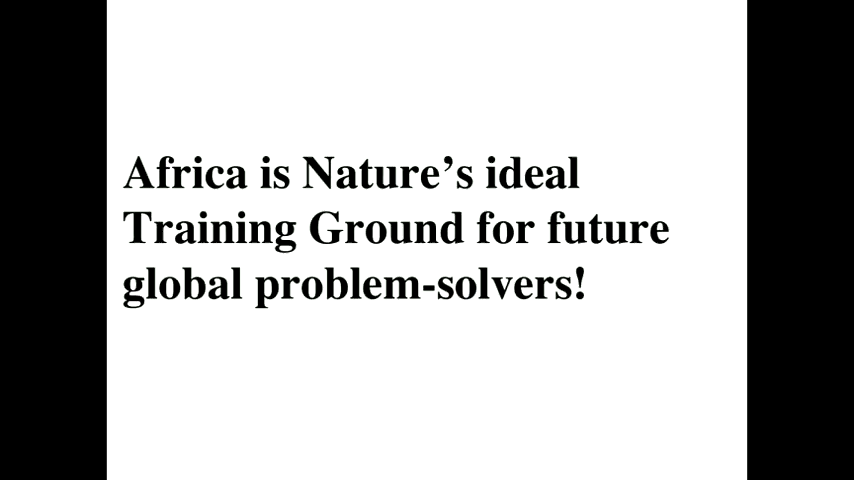 Africa is Nature’s ideal
Training Ground for future
global problem-solvers!